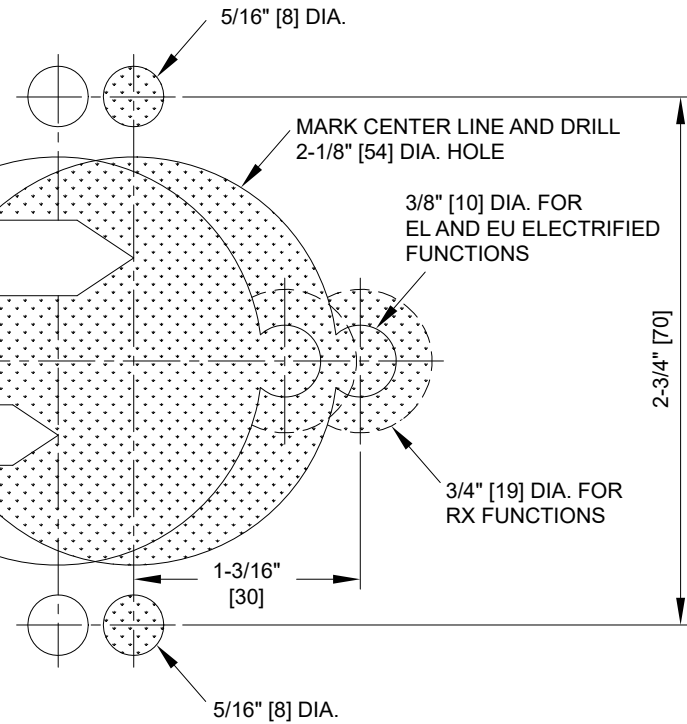 5/16" [8] DIA.
MARK CENTER LINE AND DRILL
2-1/8" [54] DIA. HOLE
3/8" [10] DIA. FOR
EL AND EU ELECTRIFIED
FUNCTIONS
2-3/4" [70]
3/4" [19] DIA. FOR
RX FUNCTIONS
1-3/16"
[30]
5/16" [8] DIA.